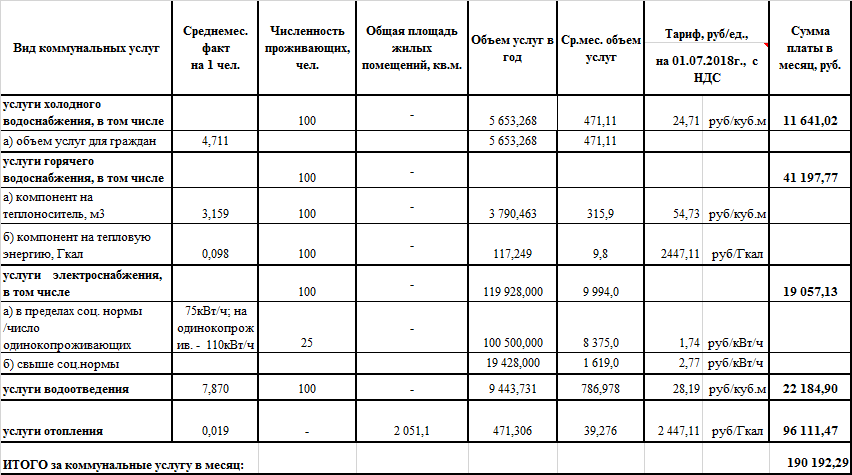 Вид коммунальных услуг | Среднемес. факт на 1 чел. | Численность проживающих, чел. | Общая площадь жилых помещений, кв.м. | Объем услуг в год | Ср.мес. объем услуг | Тариф, руб/ед., на 01.07.2018г., с НДС | Сумма платы в месяц, руб.
услуги холодного
водоснабжения, в том числе | 100 | - | 5 653,268 | 471,11 | 24,71 руб/куб.м | 11 641,02
а) объем услуг для граждан | 4,711 | 5 653,268 | 471,11
услуги горячего
водоснабжения, в том числе | 100 | - | 41 197,77
а) компонент на
теплоноситель, м3 | 3,159 | 100 | - | 3 790,463 | 315,9 | 54,73 руб/куб.м
б) компонент на тепловую
энергию, Гкал | 0,098 | 100 | - | 117,249 | 9,8 | 2447,11 руб/Гкал
услуги электроснабжения,
в том числе | 100 | - | 119 928,000 | 9 994,0 | 19 057,13
а) в пределах соц. нормы
/число
одинокопроживающих | 75кВт/ч; на одинокопрожив. - 110кВт/ч | 25 | - | 100 500,000 | 8 375,0 | 1,74 руб/кВт/ч
б) свыше соц.нормы | 19 428,000 | 1 619,0 | 2,77 руб/кВт/ч
услуги водоотведения | 7,870 | 100 | - | 9 443,731 | 786,978 | 28,19 руб/куб.м | 22 184,90
услуги отопления | 0,019 | - | 2 051,1 | 471,306 | 39,276 | 2 447,11 руб/Гкал | 96 111,47
ИТОГО за коммунальные услугу в месяц: | - | - | 190 192,29